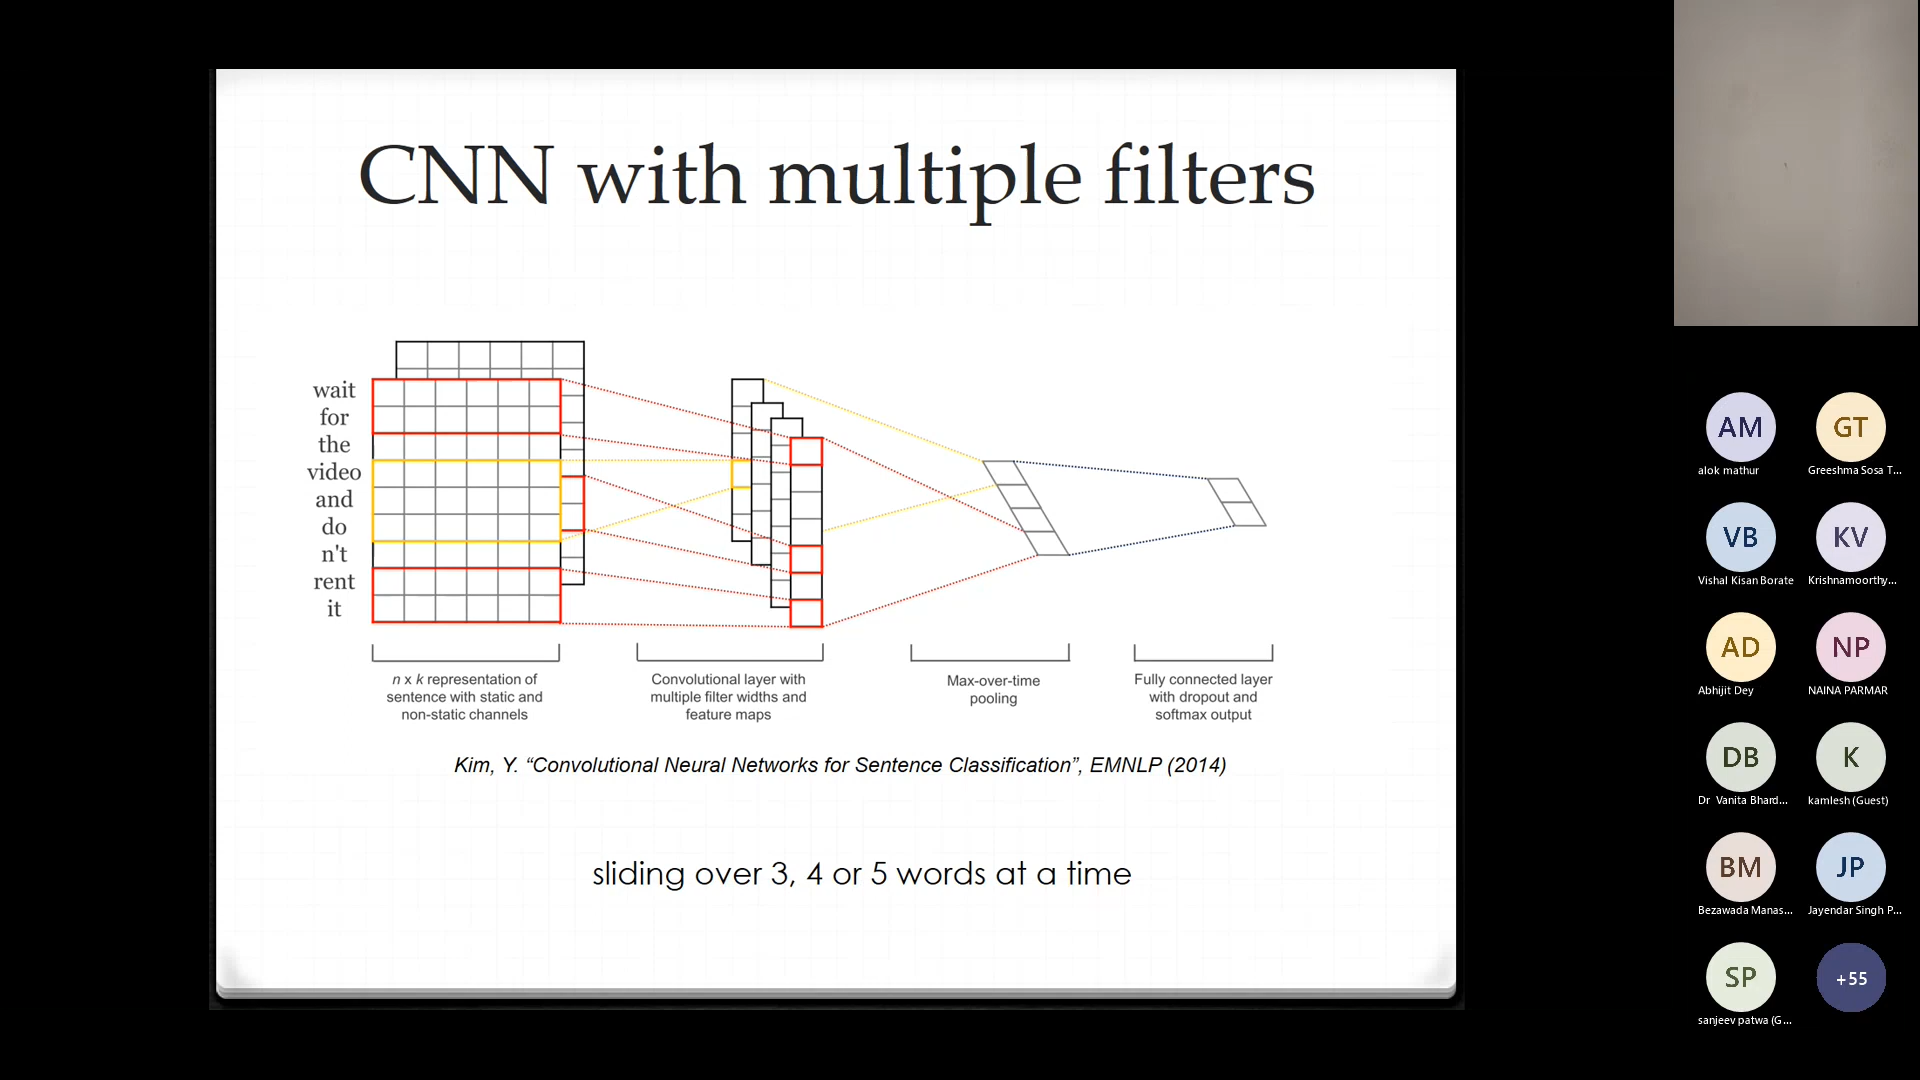 CNN with multiple filters
wait
for
the
video
and
do
n't
rent
it
n x k representation of
sentence with static and
non-static channels
Convolutional layer with
multiple filter widths and
feature maps
Max-over-time
pooling
Fully connected layer
with dropout and
softmax output
Kim, Y. “Convolutional Neural Networks for Sentence Classification”, EMNLP (2014)
sliding over 3, 4 or 5 words at a time
AM
alok mathur
GT
Greeshma Sosa T...
VB
Vishal Kisan Borate
KV
Krishnamoorthy...
AD
Abhijit Dey
NP
NAINA PARMAR
DB
Dr Vanita Bhard...
K
kamlesh (Guest)
BM
Bezawada Manas...
JP
Jayendar Singh P...
SP
sanjeev patwa (G...
+55